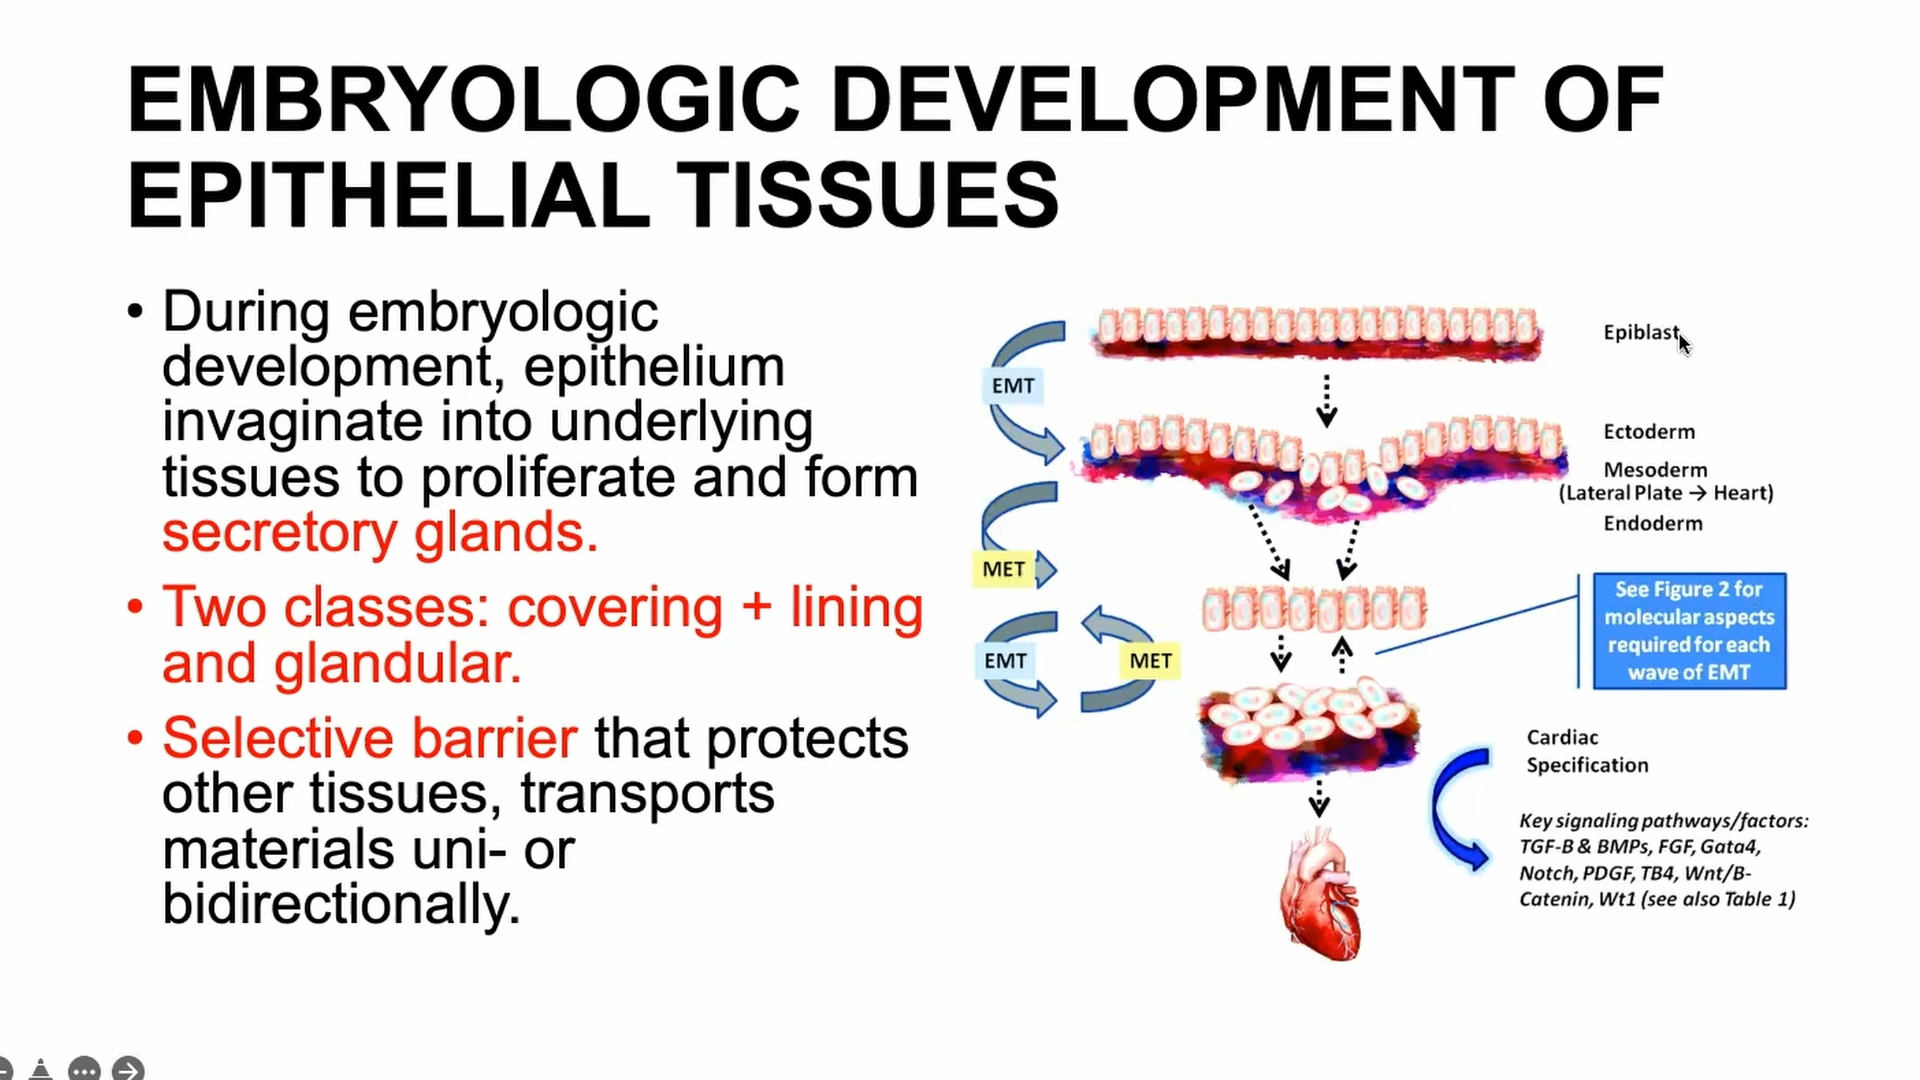 EMBRYOLOGIC DEVELOPMENT OF
EPITHELIAL TISSUES
• During embryologic
development, epithelium
invaginate into underlying
tissues to proliferate and form
secretory glands.
• Two classes: covering + lining
and glandular.
• Selective barrier that protects
other tissues, transports
materials uni- or
bidirectionally.
Epiblast
EMT
Ectoderm
Mesoderm
(Lateral Plate → Heart)
Endoderm
MET
EMT
MET
See Figure 2 for
molecular aspects
required for each
wave of EMT
Cardiac
Specification
Key signaling pathways/factors:
TGF-B & BMPs, FGF, Gata4,
Notch, PDGF, TB4, Wnt/B-
Catenin, Wt1 (see also Table 1)